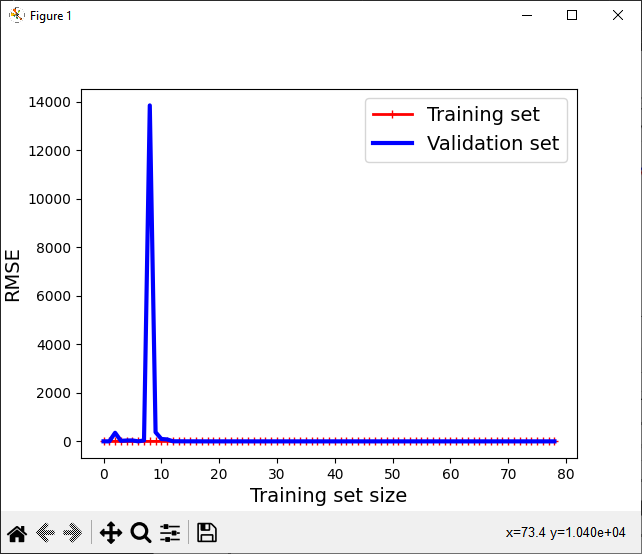 Figure 1
Training set
Validation set
14000
12000
10000
8000
6000
4000
2000
0
RMSE
0 10 20 30 40 50 60 70 80
Training set size
x=73.4 y=1.040e+04